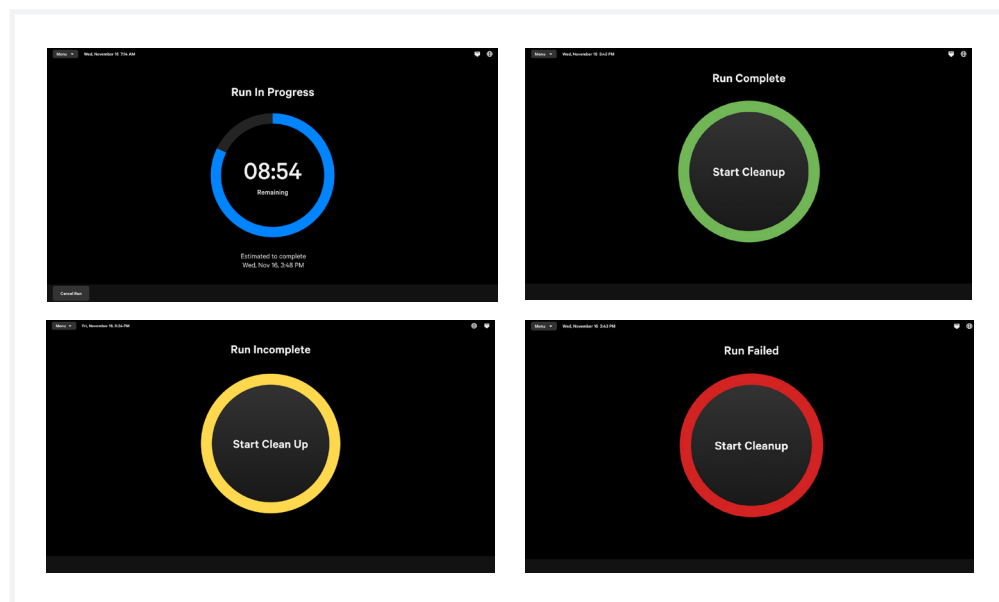 Menu
Wed, November 16 7:14 AM
Run In Progress
08:54
Remaining
Estimated to complete
Wed, Nov 16, 3:48 PM
Cancel Run
Menu
Wed, November 16 3:43 PM
Run Complete
Start Cleanup
Menu
Run Incomplete
Start Clean Up
Menu
Wed, November 16 3:43 PM
Run Failed
Start Cleanup